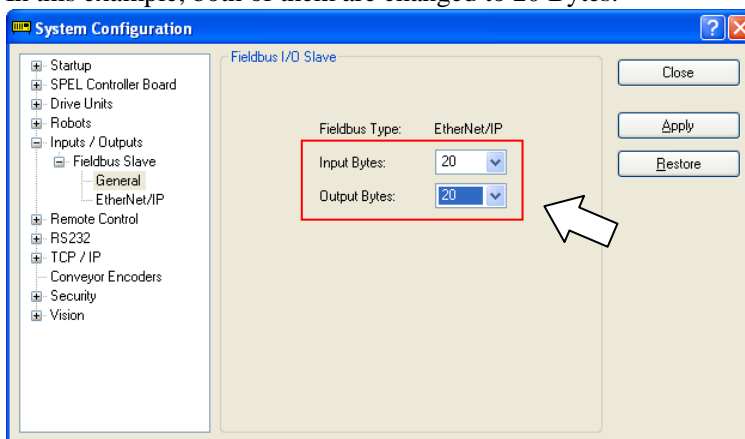 In this example, both of them are changed to 20 Bytes.
System Configuration
Startup
SPEL Controller Board
Drive Units
Robots
Inputs / Outputs
Fieldbus Slave
General
EtherNet/IP
Remote Control
RS232
TCP / IP
Conveyor Encoders
Security
Vision
Fieldbus I/O Slave
Fieldbus Type: EtherNet/IP
Input Bytes: 20
Output Bytes: 20
Close
Apply
Restore